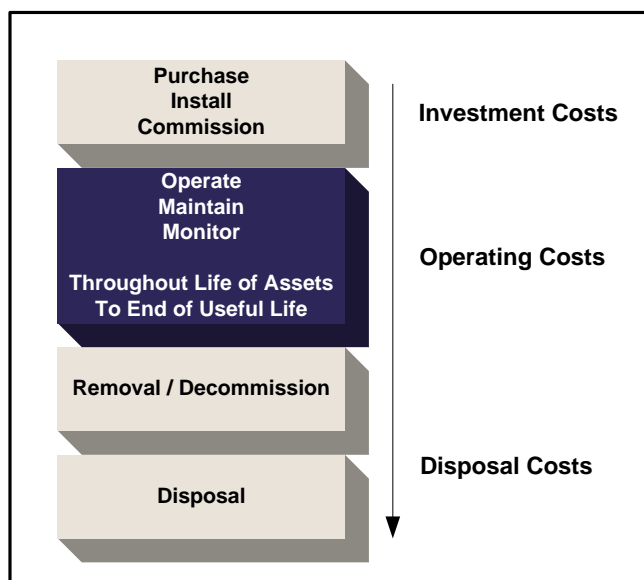 Purchase
Install
Commission
Investment Costs
Operate
Maintain
Monitor
Throughout Life of Assets
To End of Useful Life
Operating Costs
Removal / Decommission
Disposal Costs
Disposal